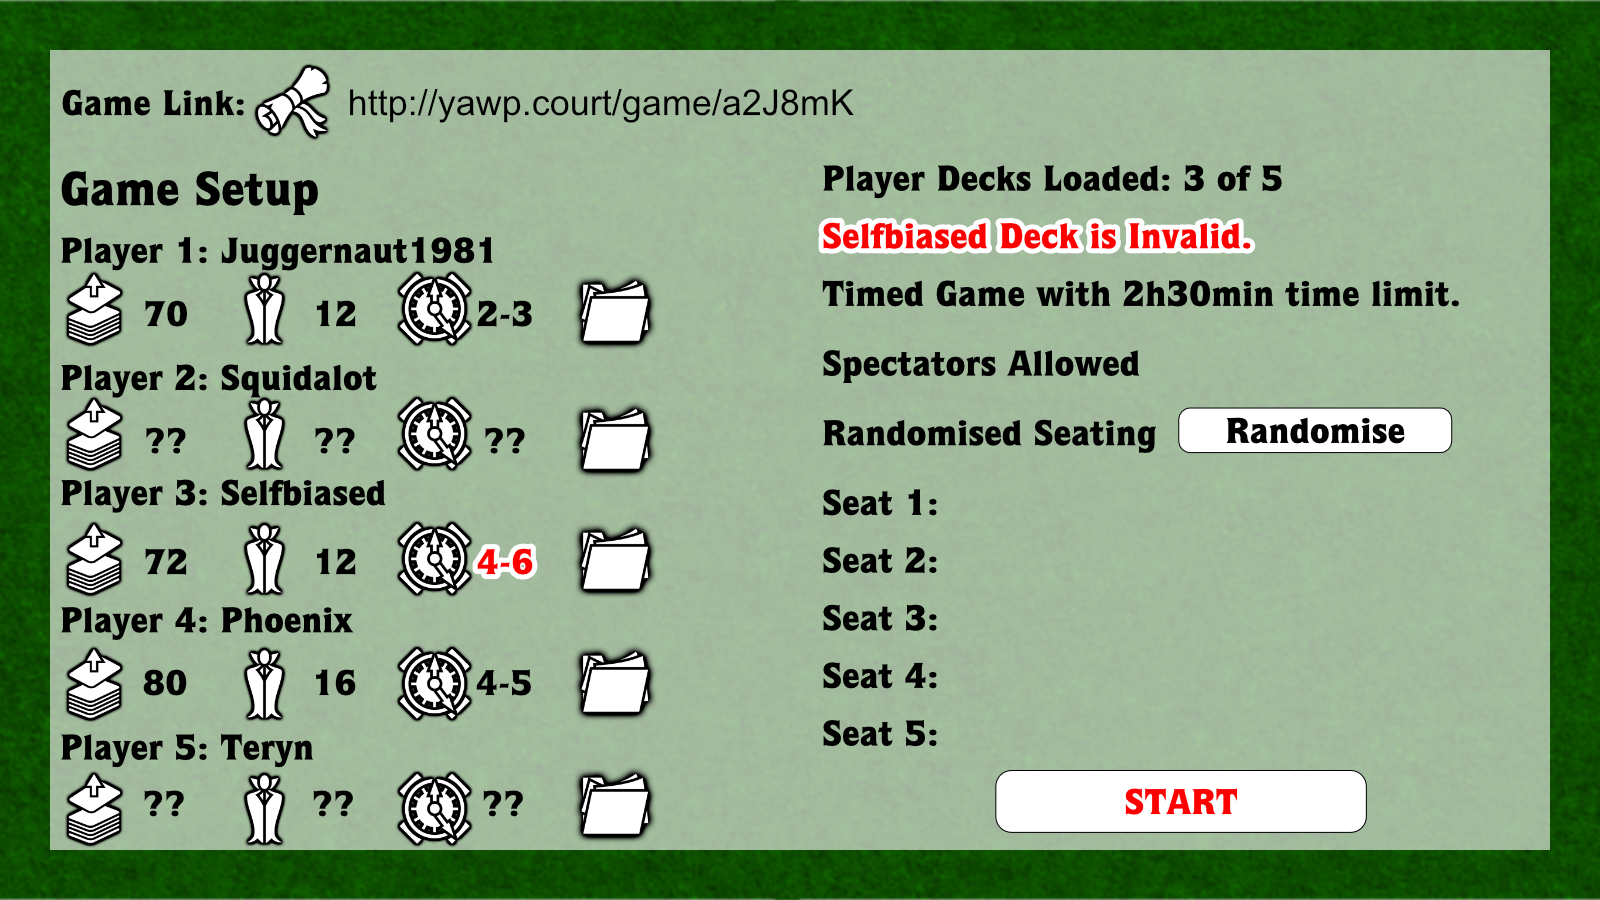 Game Link: http://yawp.court/game/a2J8mK
Game Setup
Player 1: Juggernaut1981
70 12 2-3
Player 2: Squidalot
?? ?? ??
Player 3: Selfbiased
72 12 4-6
Player 4: Phoenix
80 16 4-5
Player 5: Teryn
?? ?? ??
Player Decks Loaded: 3 of 5
Selfbiased Deck is Invalid.
Timed Game with 2h30min time limit.
Spectators Allowed
Randomised Seating Randomise
Seat 1:
Seat 2:
Seat 3:
Seat 4:
Seat 5:
START